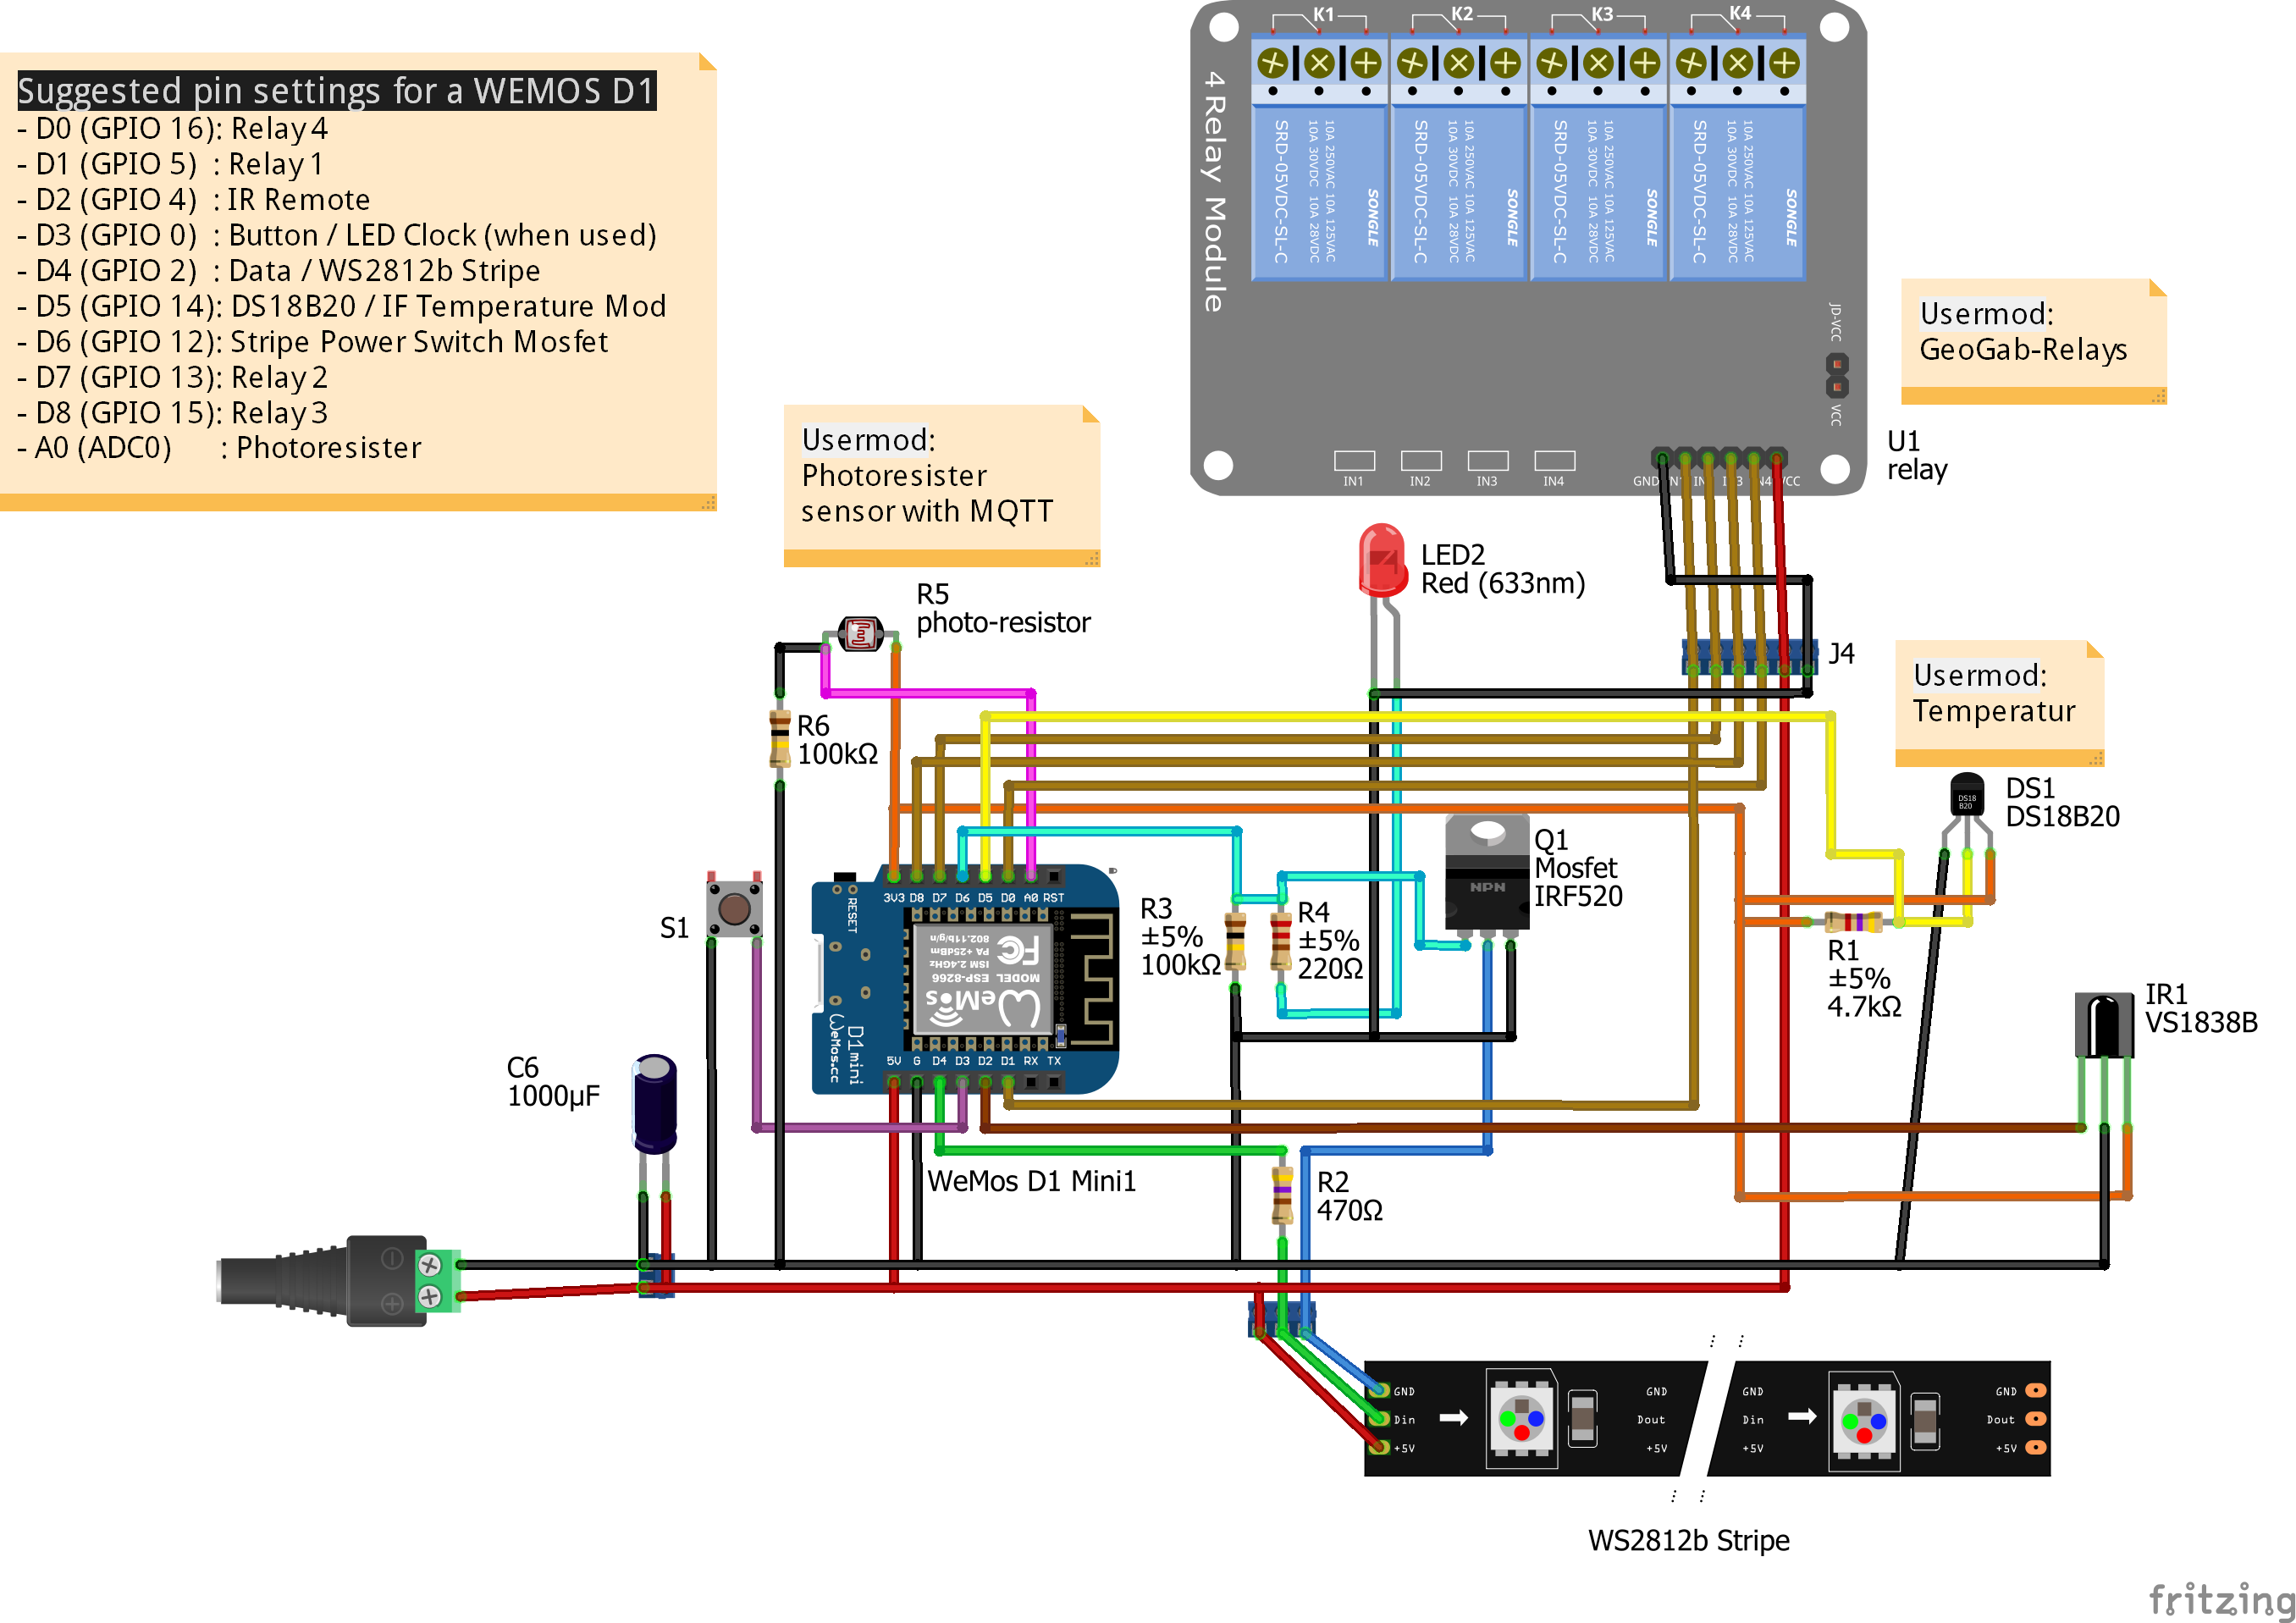 Suggested pin settings for a WEMOS D1
- D0 (GPIO 16): Relay 4
- D1 (GPIO 5) : Relay 1
- D2 (GPIO 4) : IR Remote
- D3 (GPIO 0) : Button / LED Clock (when used)
- D4 (GPIO 2) : Data / WS2812b Stripe
- D5 (GPIO 14): DS18B20 / IF Temperature Mod
- D6 (GPIO 12): Stripe Power Switch Mosfet
- D7 (GPIO 13): Relay 2
- D8 (GPIO 15): Relay 3
- A0 (ADC0) : Photoresister
Usermod:
Photoresister
sensor with MQTT
4 Relay Module
K1
K2
K3
K4
SRD-05VDC-SL-C
10A 30VDC 10A 28VDC
10A 250VAC 10A 125VAC
SONGLE
SRD-05VDC-SL-C
10A 30VDC 10A 28VDC
10A 250VAC 10A 125VAC
SONGLE
SRD-05VDC-SL-C
10A 30VDC 10A 28VDC
10A 250VAC 10A 125VAC
SONGLE
SRD-05VDC-SL-C
10A 30VDC 10A 28VDC
10A 250VAC 10A 125VAC
SONGLE
JD-VCC
VCC
IN1
IN2
IN3
IN4
GND
VCC
U1
relay
Usermod:
GeoGab-Relays
LED2
Red (633nm)
R5
photo-resistor
J4
Usermod:
Temperatur
R6
100kΩ
DS18
B20
DS1
DS18B20
Q1
Mosfet
IRF520
NPN
S1
3V3 D8 D7 D6 D5 D0 A0 RST
RESET
802.11b/g/n
PA +25dBm
ISM 2.4GHz
ESP-8266
MODEL
FC
WeMos
D1 mini
WeMos.cc
5V G D4 D3 D2 D1 RX TX
R3
±5%
100kΩ
R4
±5%
220Ω
R1
±5%
4.7kΩ
IR1
VS1838B
C6
1000µF
WeMos D1 Mini1
R2
470Ω
GND
Din
+5V
GND
Dout
+5V
GND
Din
+5V
GND
Dout
+5V
WS2812b Stripe
fritzing